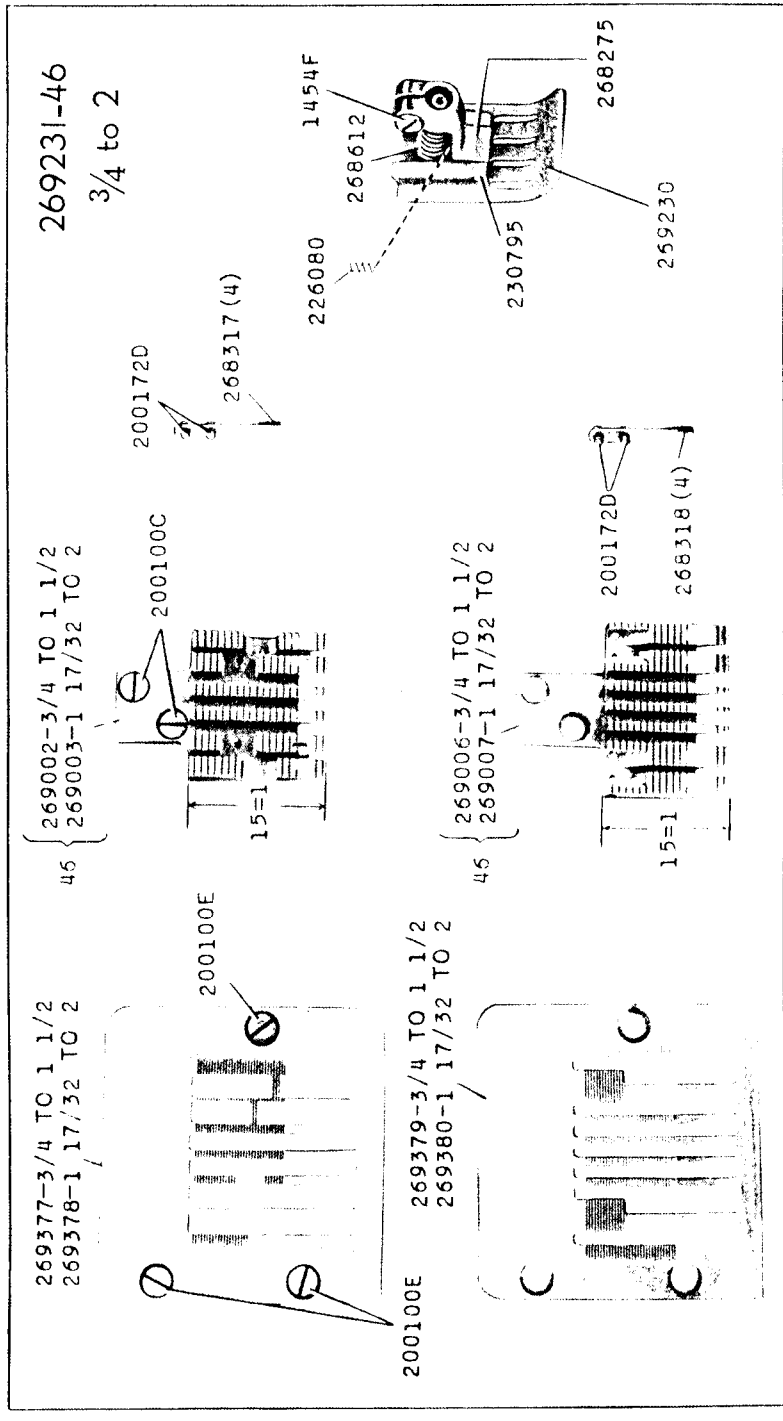 269231-46
3/4 to 2
269377-3/4 TO 1 1/2
269378-1 17/32 TO 2
200100E
200100E
46
269002-3/4 TO 1 1/2
269003-1 17/32 TO 2
200100C
15=1
200172D
268317(4)
226080
268612
1454F
230795
269230
268275
269379-3/4 TO 1 1/2
269380-1 17/32 TO 2
46
269006-3/4 TO 1 1/2
269007-1 17/32 TO 2
15=1
200172D
268318(4)